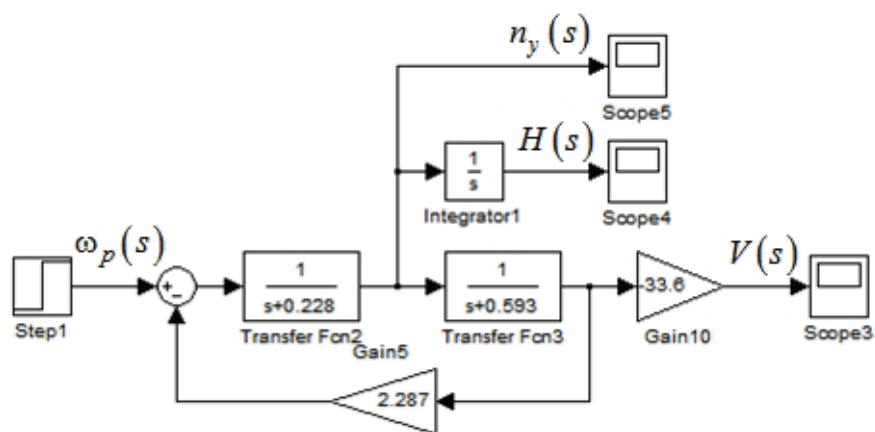 n_y(s)
Scope5
H(s)
1
s
Integrator1
Scope4
ω_p(s)
V(s)
+
−
1
s+0.228
1
s+0.593
-33.6
Step1
Transfer Fcn2
Transfer Fcn3
Gain10
Scope3
Gain5
2.287